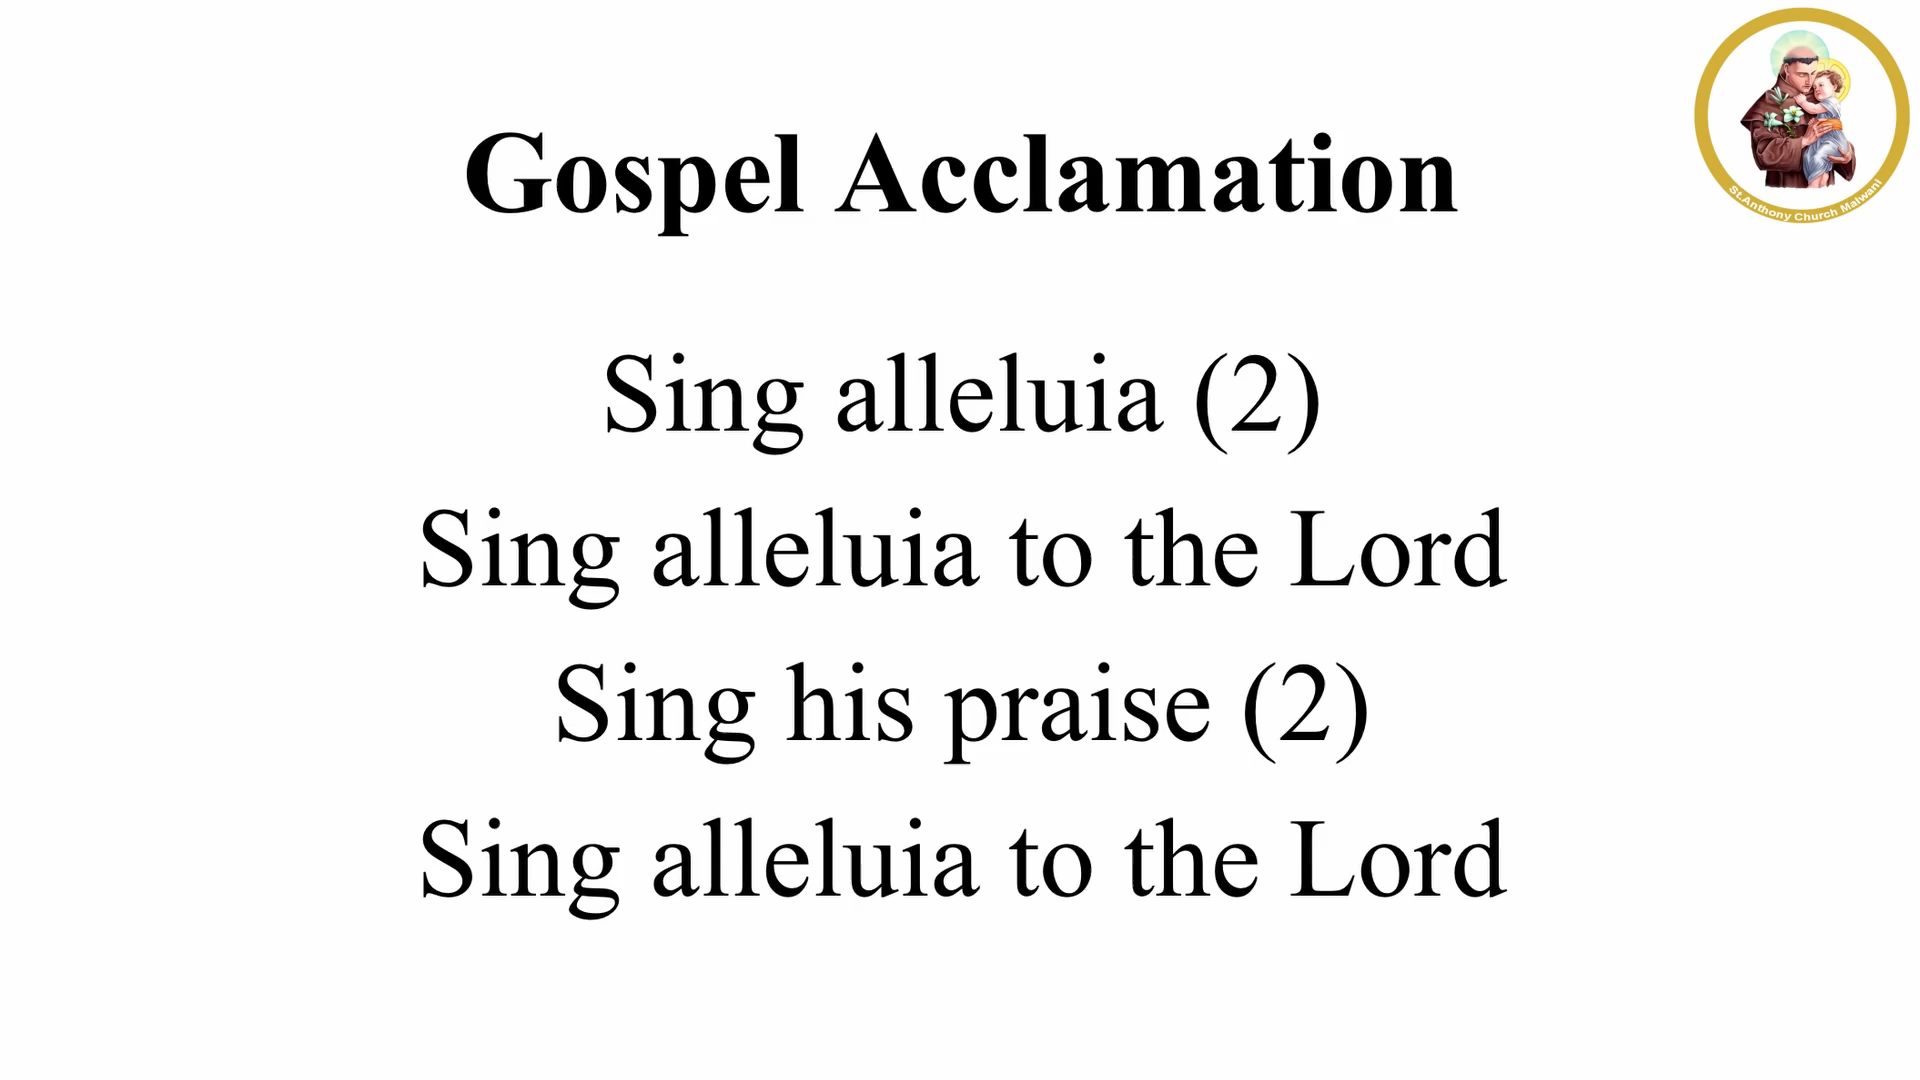 Gospel Acclamation
Sing alleluia (2)
Sing alleluia to the Lord
Sing his praise (2)
Sing alleluia to the Lord
St.Anthony Church Malwani